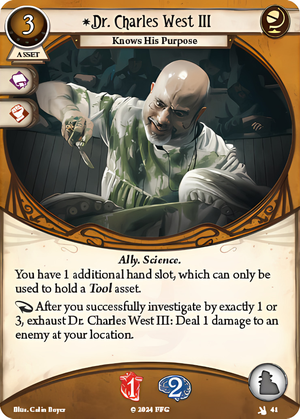 3
*Dr. Charles West III
Knows His Purpose
ASSET
Ally. Science.
You have 1 additional hand slot, which can only be
used to hold a Tool asset.
After you successfully investigate by exactly 1 or
3, exhaust Dr. Charles West III: Deal 1 damage to an
enemy at your location.
1 2
Illus. Colin Boyer
© 2024 FFG
41